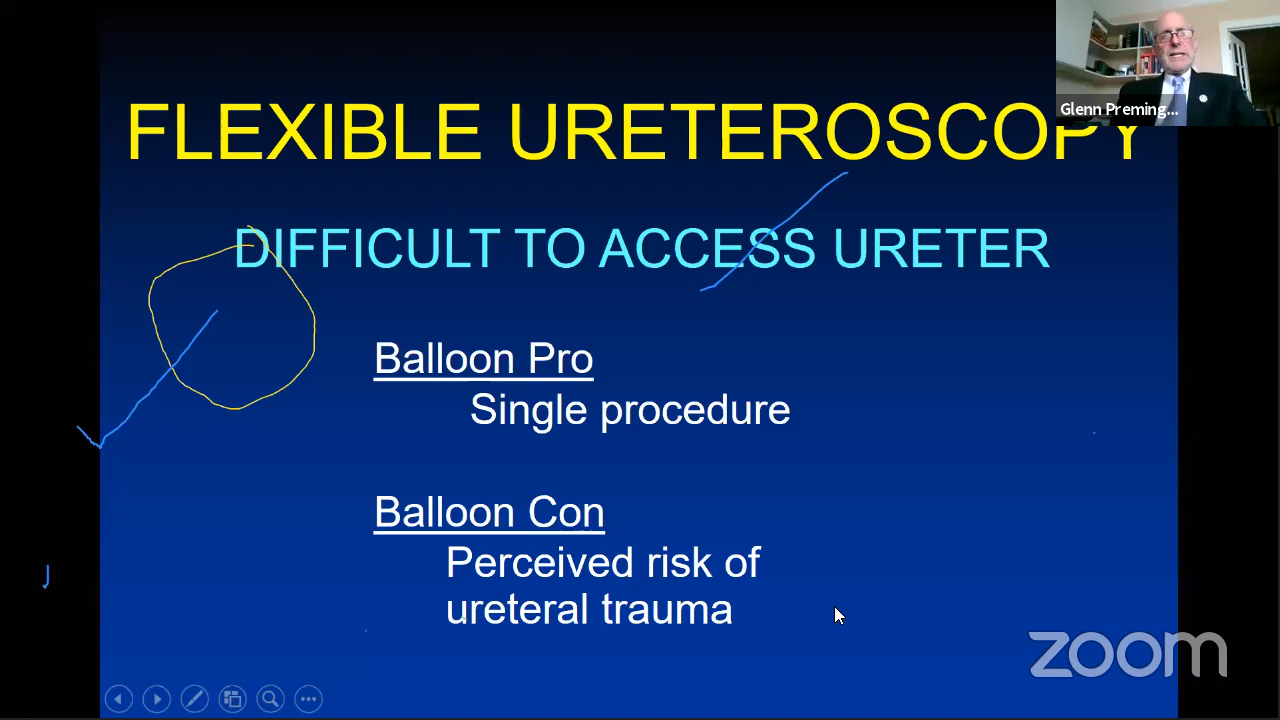 FLEXIBLE URETEROSCOPY
Glenn Preming...
DIFFICULT TO ACCESS URETER
Balloon Pro
Single procedure
Balloon Con
Perceived risk of
ureteral trauma
zoom